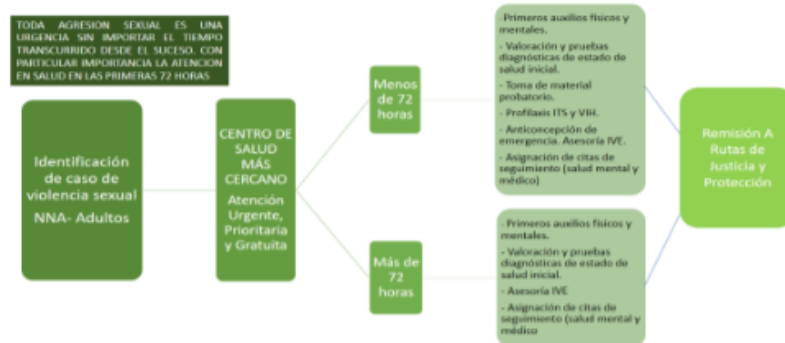 TODA AGRESION SEXUAL ES UNA
URGENCIA SIN IMPORTAR EL TIEMPO
TRANSCURRIDO DESDE EL SUCESO. CON
PARTICULAR IMPORTANCIA LA ATENCION
EN SALUD EN LAS PRIMERAS 72 HORAS
Identificación
de caso de
violencia sexual
NNA- Adultos
CENTRO DE
SALUD
MÁS
CERCANO
Atención
Urgente,
Prioritaria
y Gratuita
Menos
de 72
horas
- Primeros auxilios físicos y
mentales.
- Valoración y pruebas
diagnósticas de estado de
salud inicial.
- Toma de material
probatorio.
- Profilaxis ITS y VIH.
- Anticoncepción de
emergencia. Asesoría IVE.
- Asignación de citas de
seguimiento (salud mental y
médico)
Más de
72
horas
- Primeros auxilios físicos y
mentales.
- Valoración y pruebas
diagnósticas de estado de
salud inicial.
- Asesoría IVE
- Asignación de citas de
seguimiento (salud mental y
médico
Remisión A
Rutas de
Justicia y
Protección